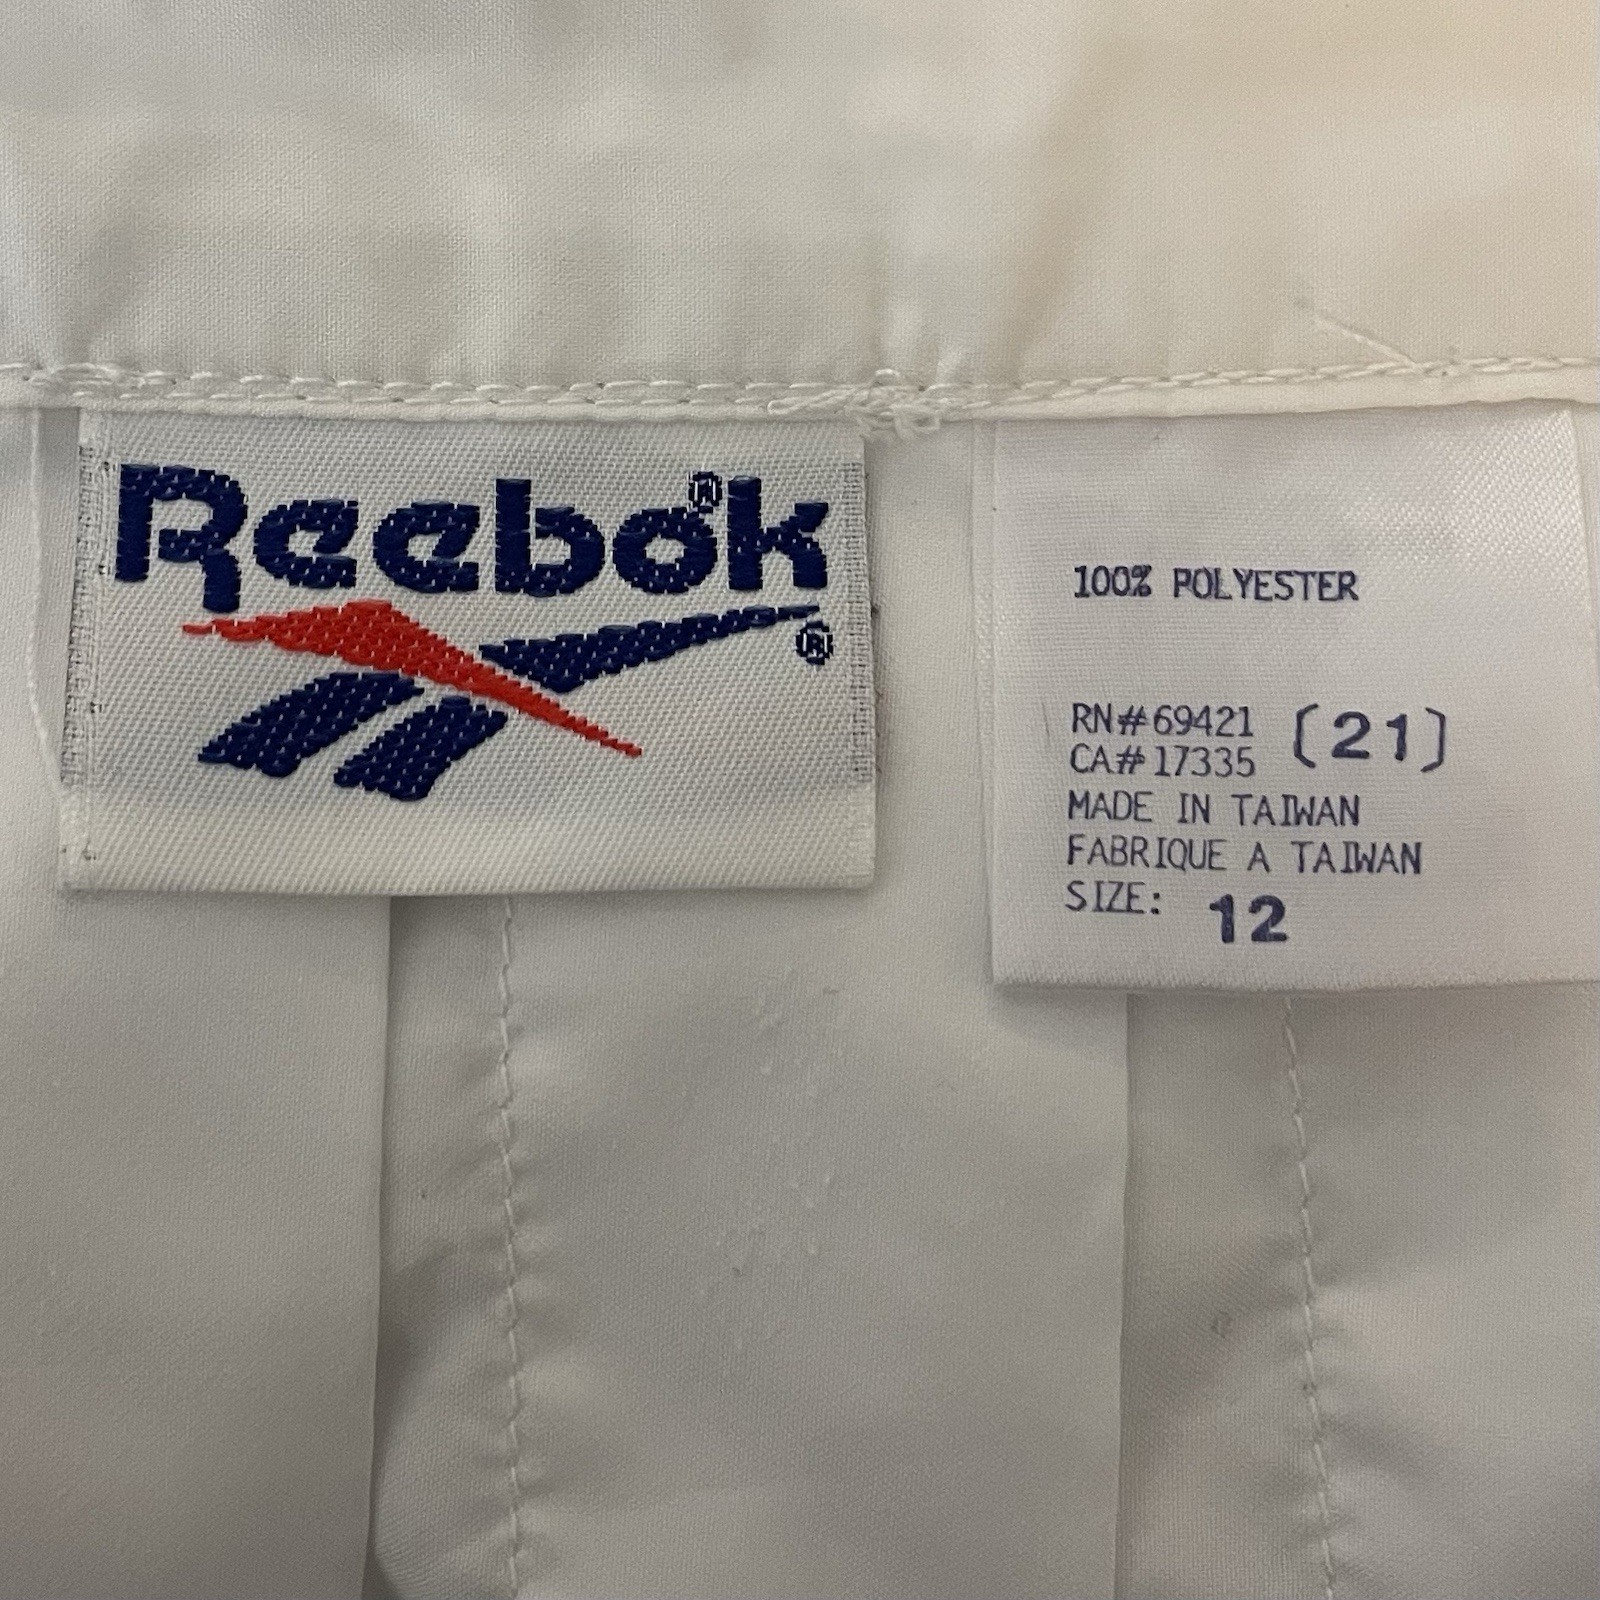 Reebok®
®
100% POLYESTER
RN#69421 (21)
CA#17335
MADE IN TAIWAN
FABRIQUE A TAIWAN
SIZE: 12